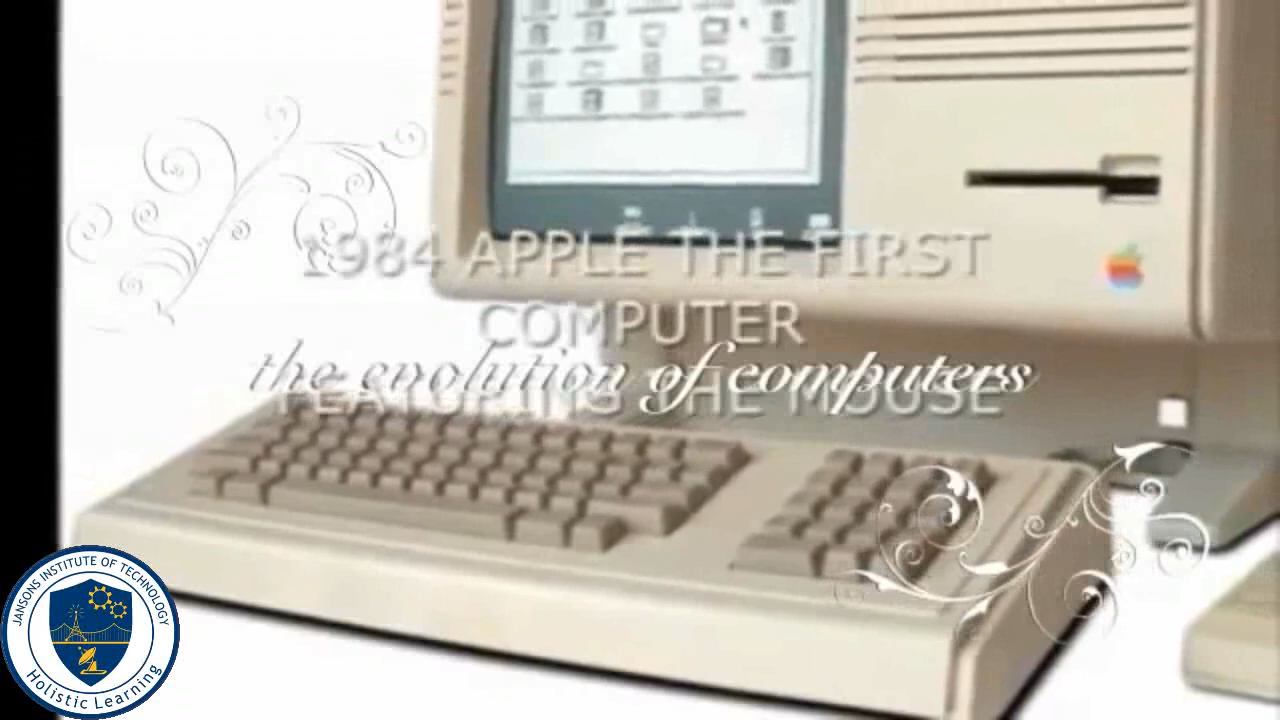 1984 APPLE THE FIRST
COMPUTER
the evolution of computers
FEATURING THE MOUSE
JANSONS INSTITUTE OF TECHNOLOGY
Holistic Learning